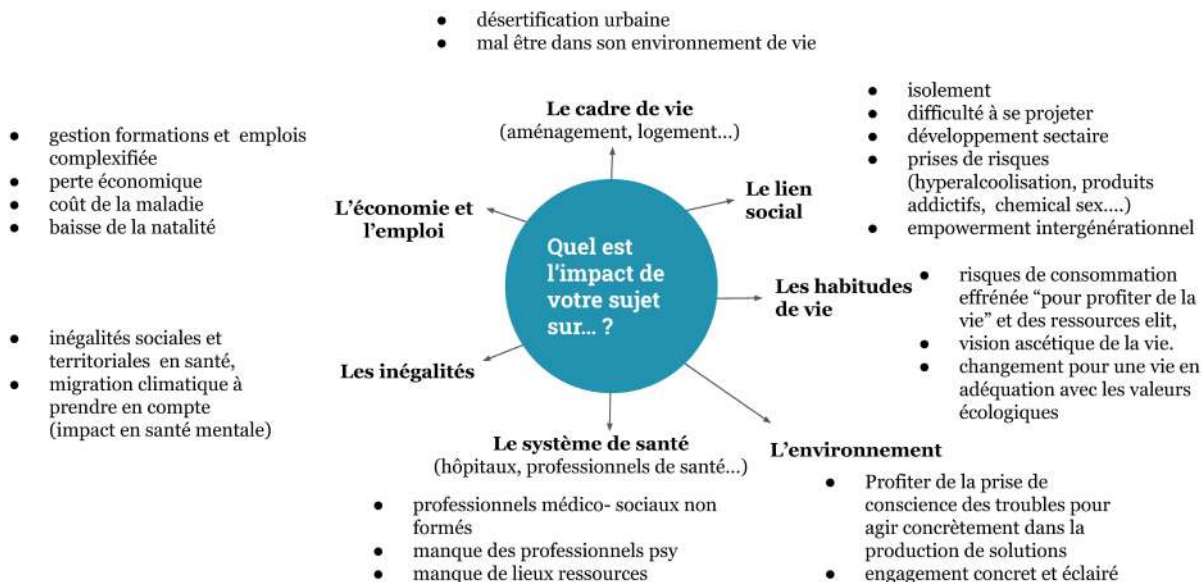 ● désertification urbaine
● mal être dans son environnement de vie
Le cadre de vie
(aménagement, logement...)
● isolement
● difficulté à se projeter
● développement sectaire
● prises de risques
(hyperalcoolisation, produits
addictifs, chemical sex....)
● empowerment intergénérationnel
Le lien
social
● gestion formations et emplois
complexifiée
● perte économique
● coût de la maladie
● baisse de la natalité
L'économie et
l'emploi
Quel est
l'impact de
votre sujet
sur... ?
Les habitudes
de vie
● risques de consommation
effrénée “pour profiter de la
vie” et des ressources elit,
● vision ascétique de la vie.
● changement pour une vie en
adéquation avec les valeurs
écologiques
● inégalités sociales et
territoriales en santé,
● migration climatique à
prendre en compte
(impact en santé mentale)
Les inégalités
Le système de santé
(hôpitaux, professionnels de santé...)
● professionnels médico- sociaux non
formés
● manque des professionnels psy
● manque de lieux ressources
L'environnement
● Profiter de la prise de
conscience des troubles pour
agir concrètement dans la
production de solutions
● engagement concret et éclairé